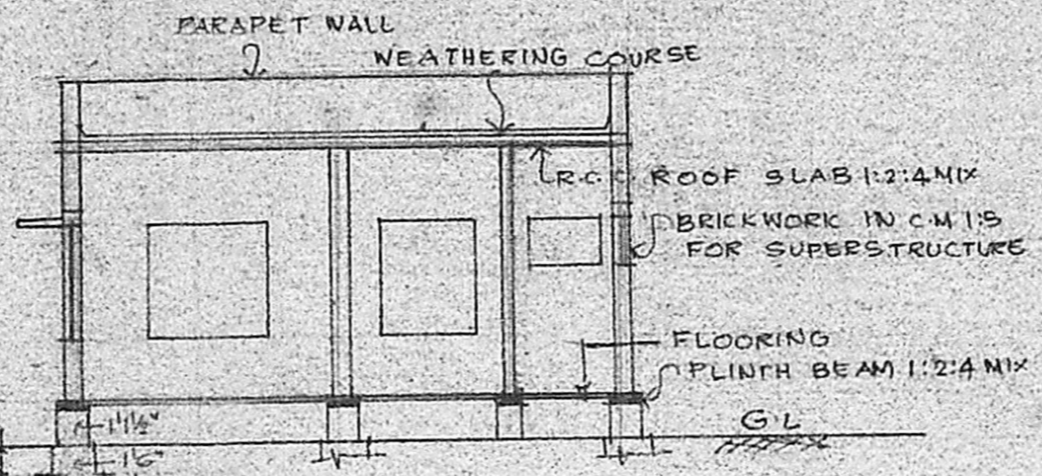 PARAPET WALL
WEATHERING COURSE
R.C.C. ROOF SLAB 1:2:4 MIX
BRICKWORK IN C.M 1:5
FOR SUPERSTRUCTURE
FLOORING
PLINTH BEAM 1:2:4 MIX
G.L
1'1½"
1'6"